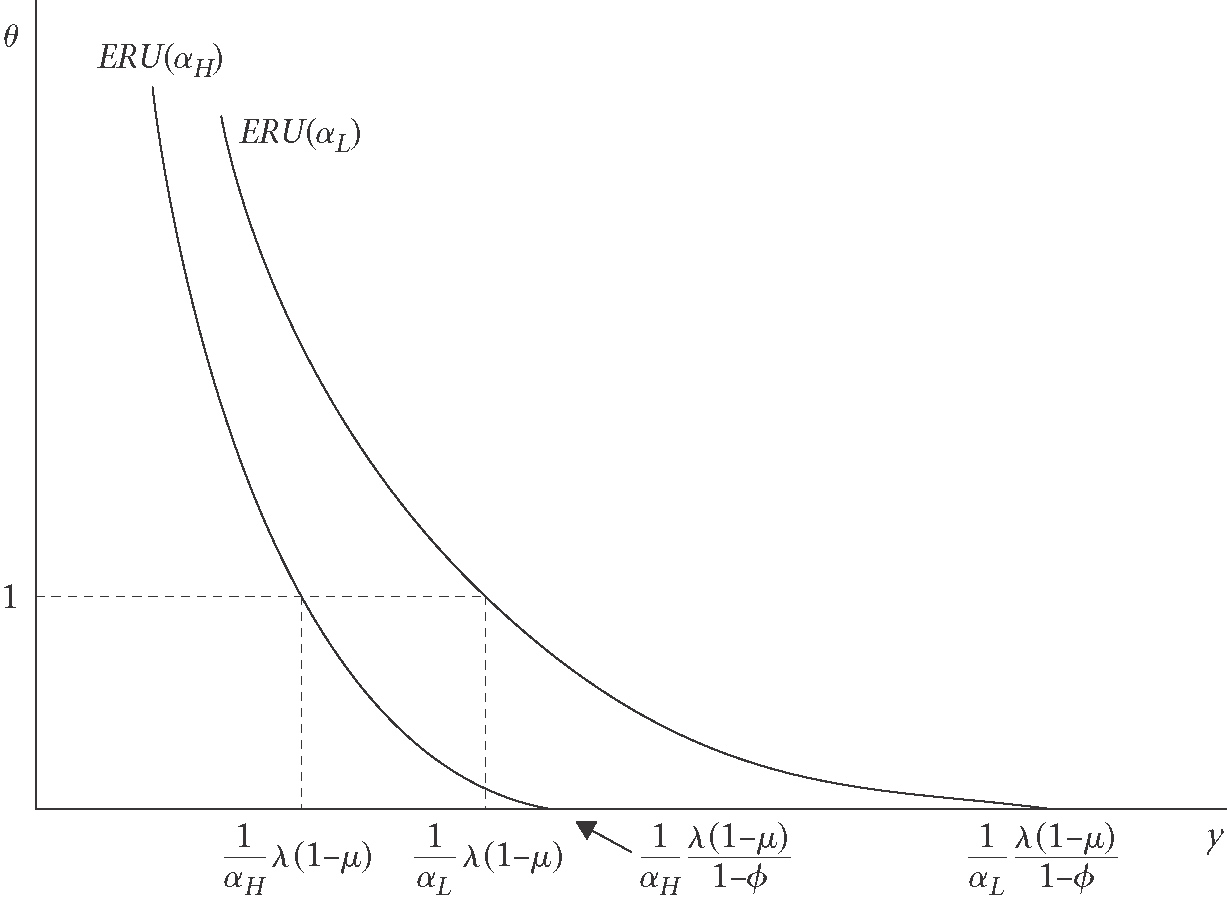 θ
ERU(α_H)
ERU(α_L)
1
1/α_H λ(1–μ)
1/α_L λ(1–μ)
1/α_H λ(1–μ)/1–ϕ
1/α_L λ(1–μ)/1–ϕ
y